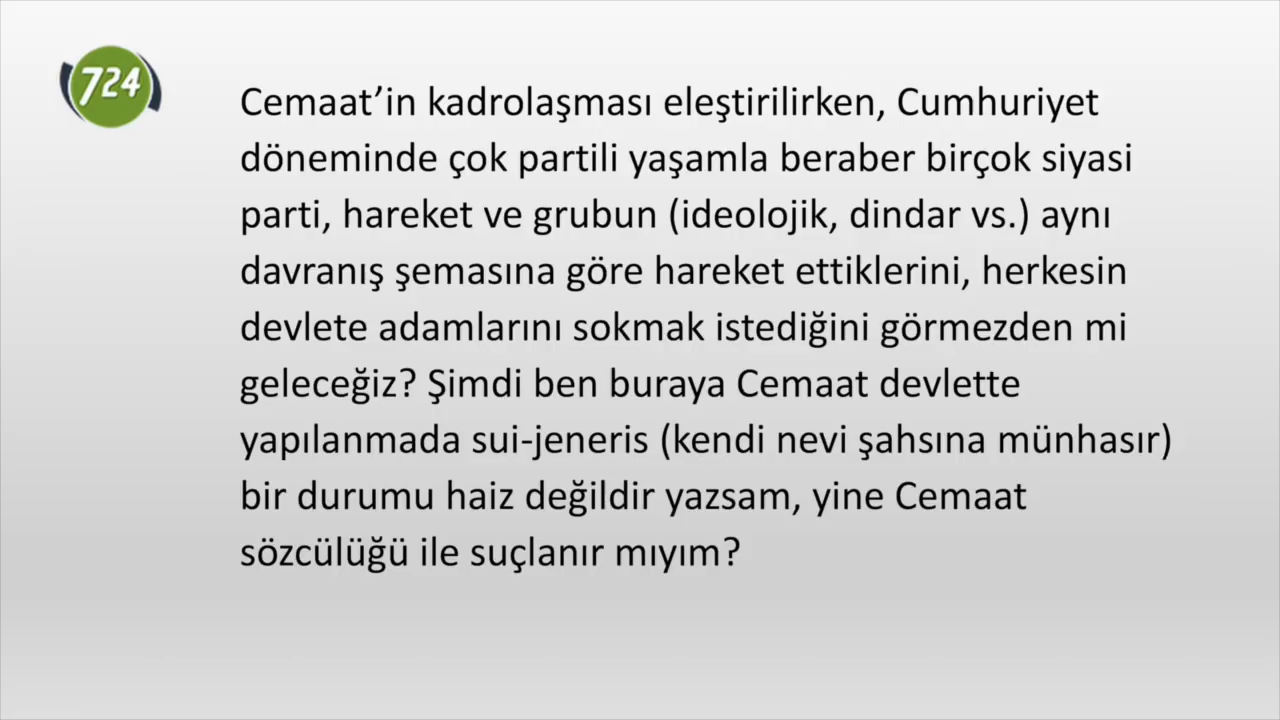 724
Cemaat’in kadrolaşması eleştirilirken, Cumhuriyet
döneminde çok partili yaşamla beraber birçok siyasi
parti, hareket ve grubun (ideolojik, dindar vs.) aynı
davranış şemasına göre hareket ettiklerini, herkesin
devlete adamlarını sokmak istediğini görmezden mi
geleceğiz? Şimdi ben buraya Cemaat devlette
yapılanmada sui-jeneris (kendi nevi şahsına münhasır)
bir durumu haiz değildir yazsam, yine Cemaat
sözcülüğü ile suçlanır mıyım?